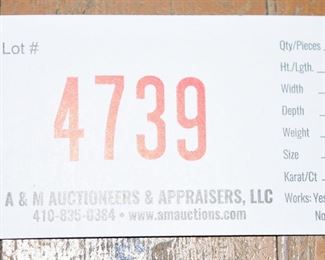 Lot #
4739
A & M AUCTIONEERS & APPRAISERS, LLC
410-835-0384 • www.amauctions.com
Qty/Pieces
Ht./Lgth.
Width
Depth
Weight
Size
Karat/Ct
Works: Yes
No